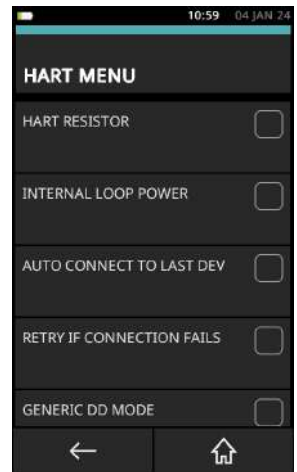 10:59 04 JAN 24
HART MENU
HART RESISTOR
INTERNAL LOOP POWER
AUTO CONNECT TO LAST DEV
RETRY IF CONNECTION FAILS
GENERIC DD MODE